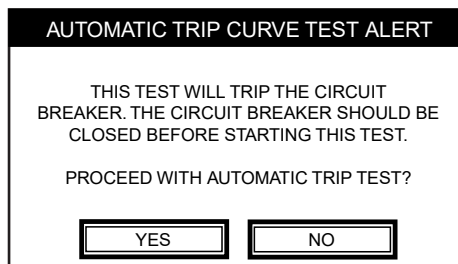 AUTOMATIC TRIP CURVE TEST ALERT
THIS TEST WILL TRIP THE CIRCUIT
BREAKER. THE CIRCUIT BREAKER SHOULD BE
CLOSED BEFORE STARTING THIS TEST.
PROCEED WITH AUTOMATIC TRIP TEST?
YES
NO